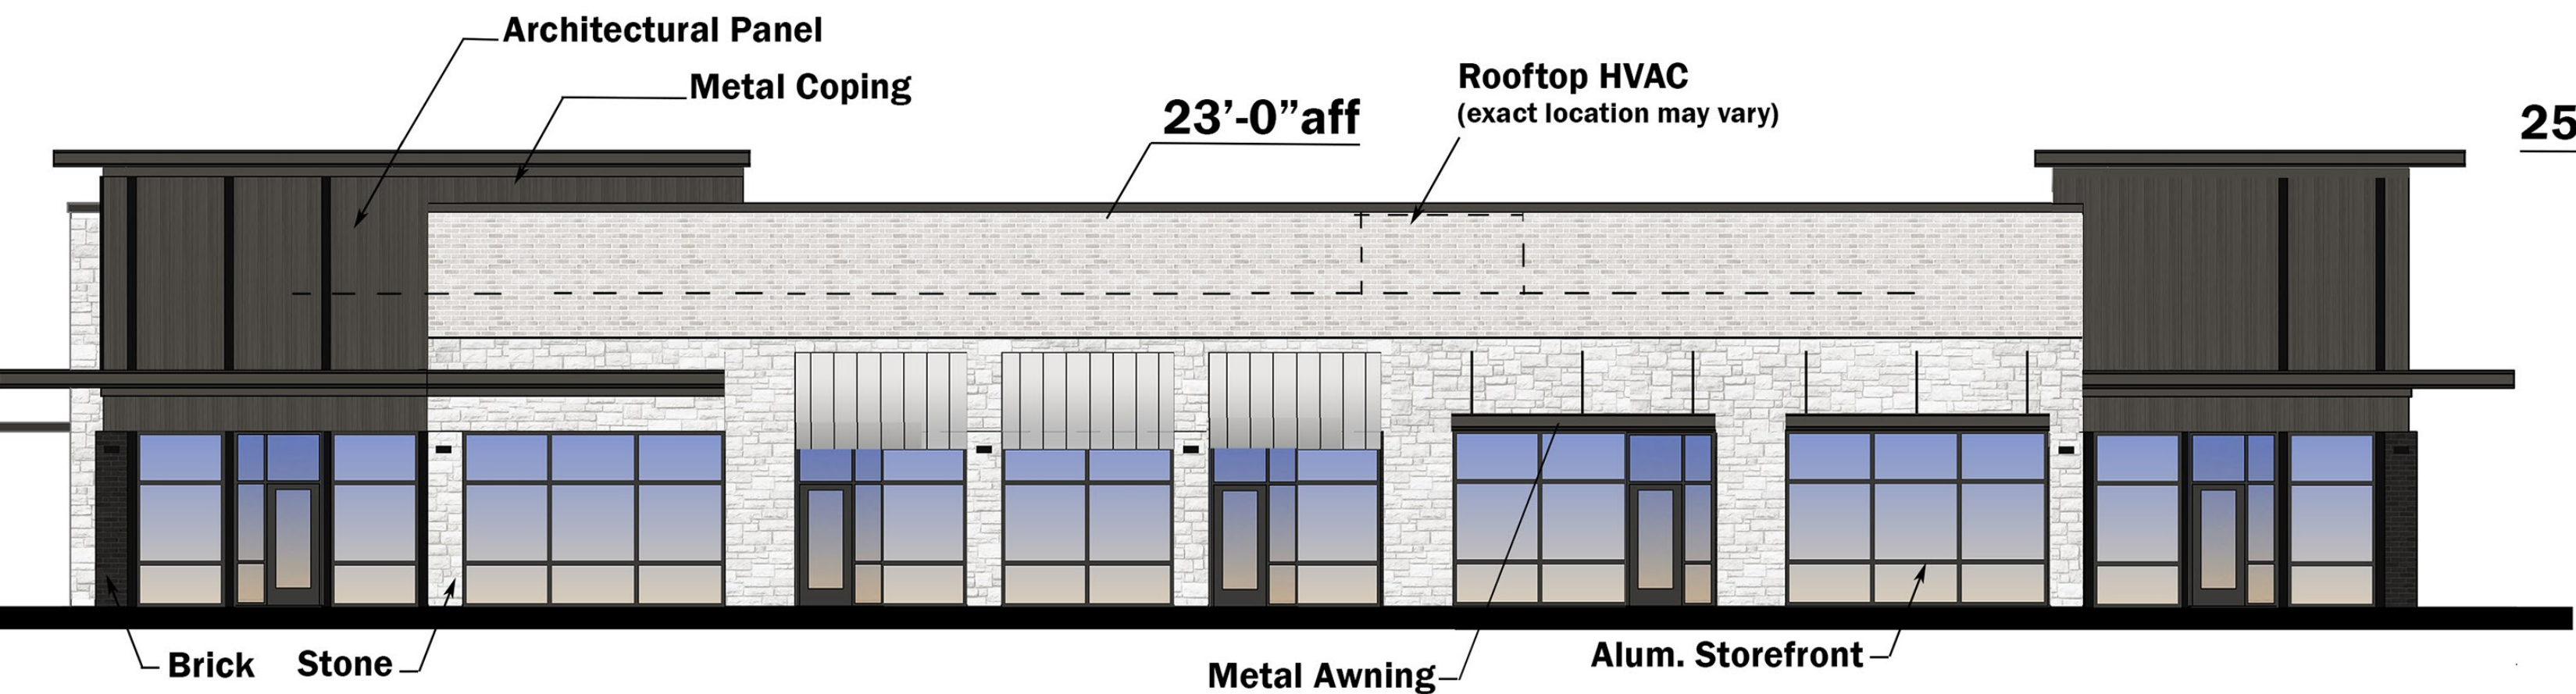 Architectural Panel
Metal Coping
23’-0”aff
Rooftop HVAC
(exact location may vary)
25
Brick
Stone
Metal Awning
Alum. Storefront